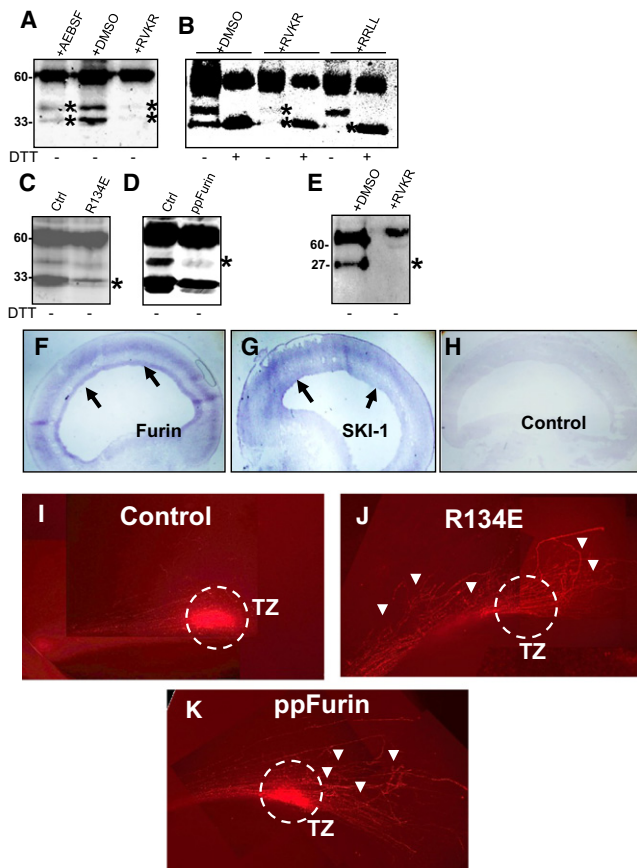 A
+AEBSF
+DMSO
+RVKR
60-
33-
*
*
DTT
-
-
-
B
+DMSO
+RVKR
+RRLL
*
*
*
-
+
-
+
-
+
C
Ctrl
R134E
60-
33-
*
DTT
-
-
D
Ctrl
ppFurin
*
-
-
E
+DMSO
+RVKR
60-
27-
*
-
-
F
Furin
G
SKI-1
H
Control
I
Control
TZ
J
R134E
TZ
K
ppFurin
TZ